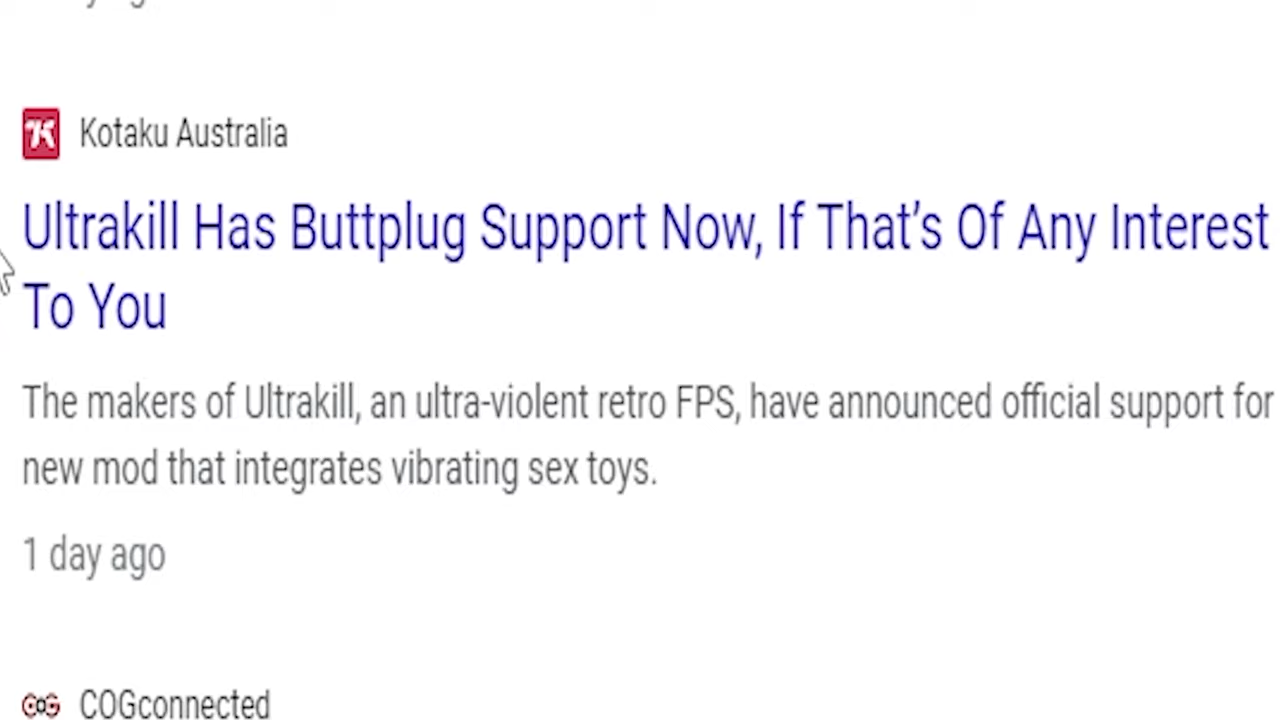 Kotaku Australia
Ultrakill Has Buttplug Support Now, If That's Of Any Interest
To You
The makers of Ultrakill, an ultra-violent retro FPS, have announced official support for
new mod that integrates vibrating sex toys.
1 day ago
COGconnected